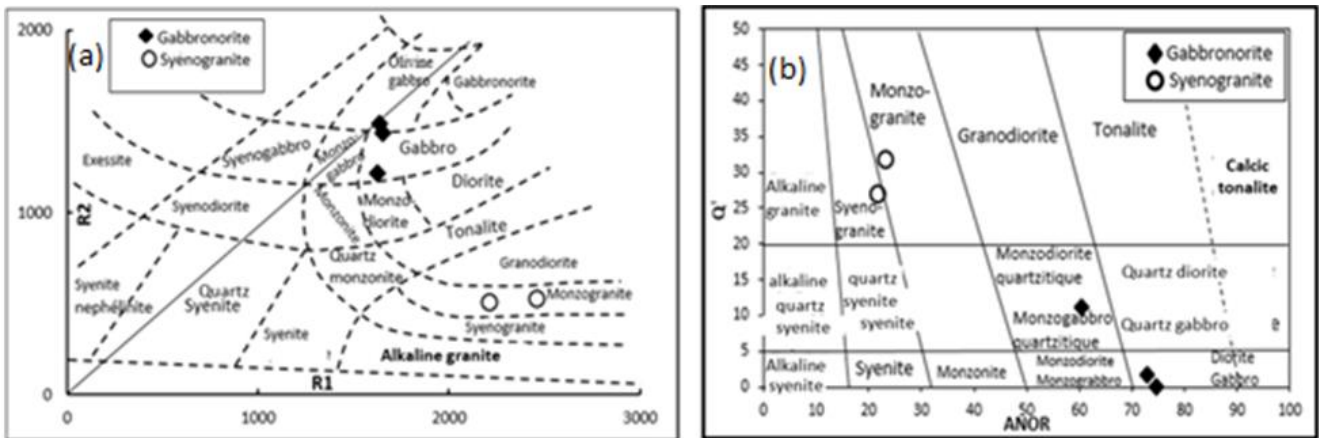 (a)
Gabbronorite
Syenogranite
2000
1000
0
R2
0
1000
2000
3000
R1
Olivine
gabbro
Gabbronorite
Syenogabbro
Monzo-
gabbro
Gabbro
Exessite
Diorite
Syenodiorite
Monzonite
Monzo-
diorite
Tonalite
Quartz
monzonite
Granodiorite
Syenite
nephélinite
Quartz
Syenite
Monzogranite
Syenite
Syenogranite
Alkaline granite
(b)
Gabbronorite
Syenogranite
50
45
40
35
30
25
20
15
10
5
0
Q'
0
10
20
30
40
50
60
70
80
90
100
ANOR
Monzo-
granite
Granodiorite
Tonalite
Calcic
tonalite
Alkaline
granite
Syeno-
granite
Monzodiorite
quartzitique
Quartz diorite
alkaline
quartz
syenite
quartz
syenite
syenite
Monzogabbro
quartzitique
Quartz gabbro
e
Alkaline
syenite
Syenite
Monzonite
Monzodiorite
Monzograbbro
Diotite
Gabbro